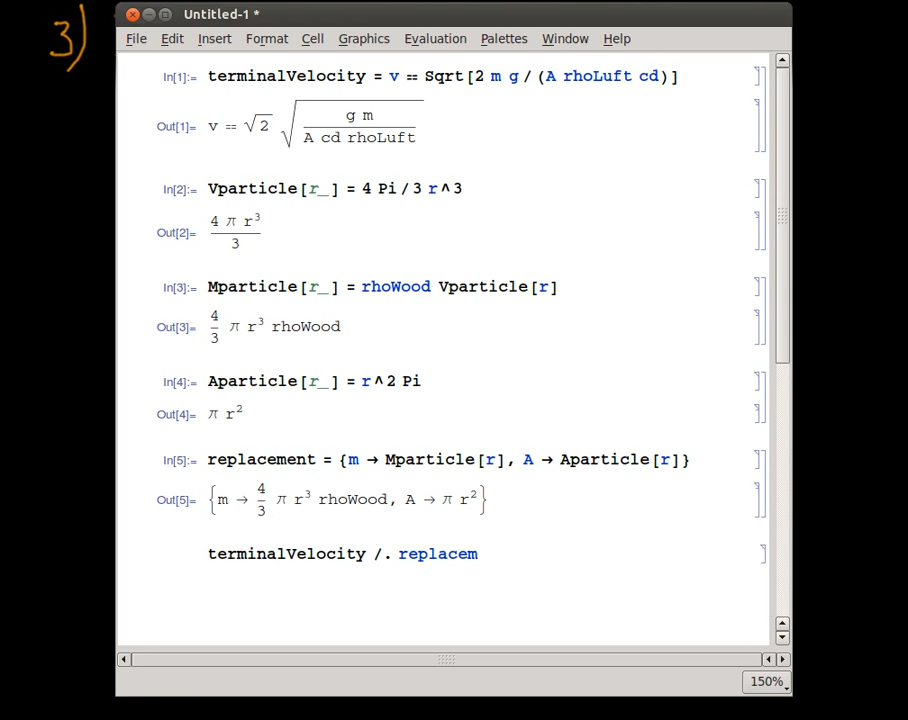 3)
Untitled-1 *
File Edit Insert Format Cell Graphics Evaluation Palettes Window Help
In[1]:= terminalVelocity = v == Sqrt[2 m g / (A rhoLuft cd)]
Out[1]= v == √2 √(g m / A cd rhoLuft)
In[2]:= Vparticle[r_] = 4 Pi / 3 r ^ 3
Out[2]= 4 π r³ / 3
In[3]:= Mparticle[r_] = rhoWood Vparticle[r]
Out[3]= 4/3 π r³ rhoWood
In[4]:= Aparticle[r_] = r ^ 2 Pi
Out[4]= π r²
In[5]:= replacement = {m → Mparticle[r], A → Aparticle[r]}
Out[5]= {m → 4/3 π r³ rhoWood, A → π r²}
terminalVelocity /. replacem
150%